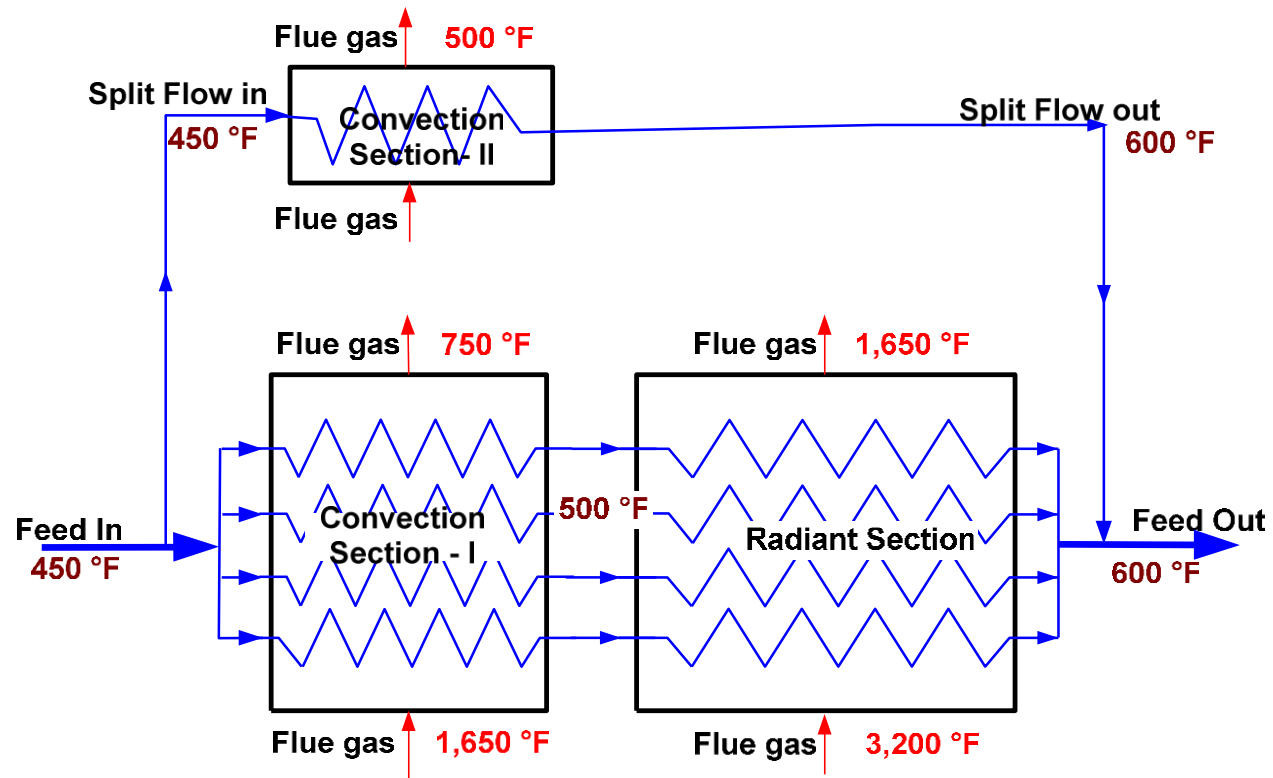 Flue gas 500 °F
Split Flow in
450 °F
Convection
Section- II
Split Flow out
600 °F
Flue gas
Flue gas 750 °F
Flue gas 1,650 °F
Feed In
450 °F
Convection
Section - I
500 °F
Radiant Section
Feed Out
600 °F
Flue gas 1,650 °F
Flue gas 3,200 °F